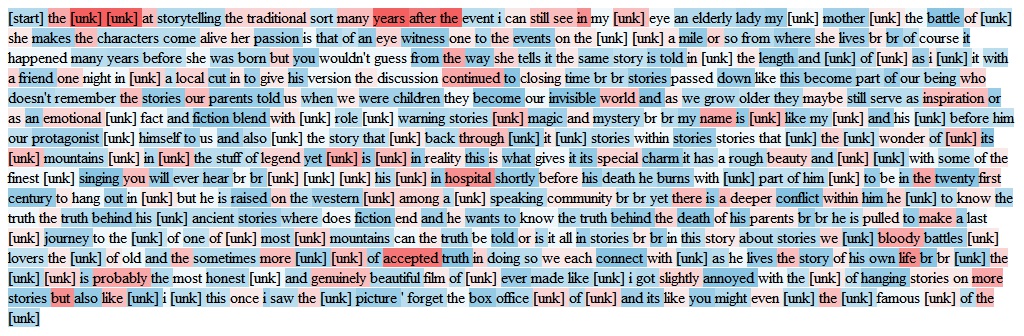 [start] the [unk] [unk] at storytelling the traditional sort many years after the event i can still see in my [unk] eye an elderly lady my [unk] mother [unk] the battle of [unk]
she makes the characters come alive her passion is that of an eye witness one to the events on the [unk] [unk] a mile or so from where she lives br br of course it
happened many years before she was born but you wouldn't guess from the way she tells it the same story is told in [unk] the length and [unk] of [unk] as i [unk] it with
a friend one night in [unk] a local cut in to give his version the discussion continued to closing time br br stories passed down like this become part of our being who
doesn't remember the stories our parents told us when we were children they become our invisible world and as we grow older they maybe still serve as inspiration or
as an emotional [unk] fact and fiction blend with [unk] role [unk] warning stories [unk] magic and mystery br br my name is [unk] like my [unk] and his [unk] before him
our protagonist [unk] himself to us and also [unk] the story that [unk] back through [unk] it [unk] stories within stories stories that [unk] the [unk] wonder of [unk] its
[unk] mountains [unk] in [unk] the stuff of legend yet [unk] is [unk] in reality this is what gives it its special charm it has a rough beauty and [unk] with some of the
finest [unk] singing you will ever hear br br [unk] [unk] [unk] his [unk] in hospital shortly before his death he burns with [unk] part of him [unk] to be in the twenty first
century to hang out in [unk] but he is raised on the western [unk] among a [unk] speaking community br br yet there is a deeper conflict within him he [unk] to know the
truth the truth behind his [unk] ancient stories where does fiction end and he wants to know the truth behind the death of his parents br br he is pulled to make a last
[unk] journey to the [unk] of one of [unk] most [unk] mountains can the truth be told or is it all in stories br br in this story about stories we [unk] bloody battles [unk]
lovers the [unk] of old and the sometimes more [unk] [unk] of accepted truth in doing so we each connect with [unk] as he lives the story of his own life br br [unk] the
[unk] [unk] is probably the most honest [unk] and genuinely beautiful film of [unk] ever made like [unk] i got slightly annoyed with the [unk] of hanging stories on more
stories but also like [unk] i [unk] this once i saw the [unk] picture ' forget the box office [unk] of [unk] and its like you might even [unk] the [unk] famous [unk] of the
[unk]